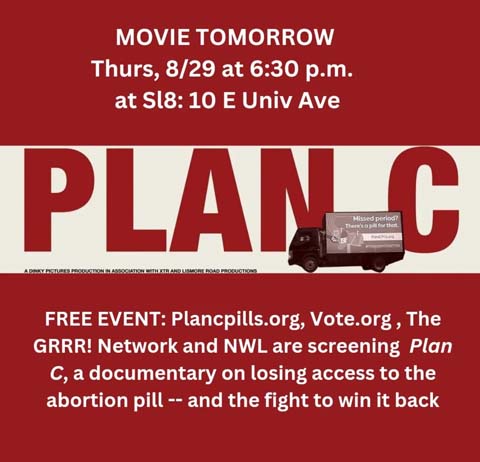 MOVIE TOMORROW
Thurs, 8/29 at 6:30 p.m.
at Sl8: 10 E Univ Ave
PLAN C
Missed period?
There's a pill for that.
A DINKY PICTURES PRODUCTION IN ASSOCIATION WITH XTR AND LISMORE ROAD PRODUCTIONS
FREE EVENT: Plancpills.org, Vote.org , The
GRRR! Network and NWL are screening Plan
C, a documentary on losing access to the
abortion pill -- and the fight to win it back